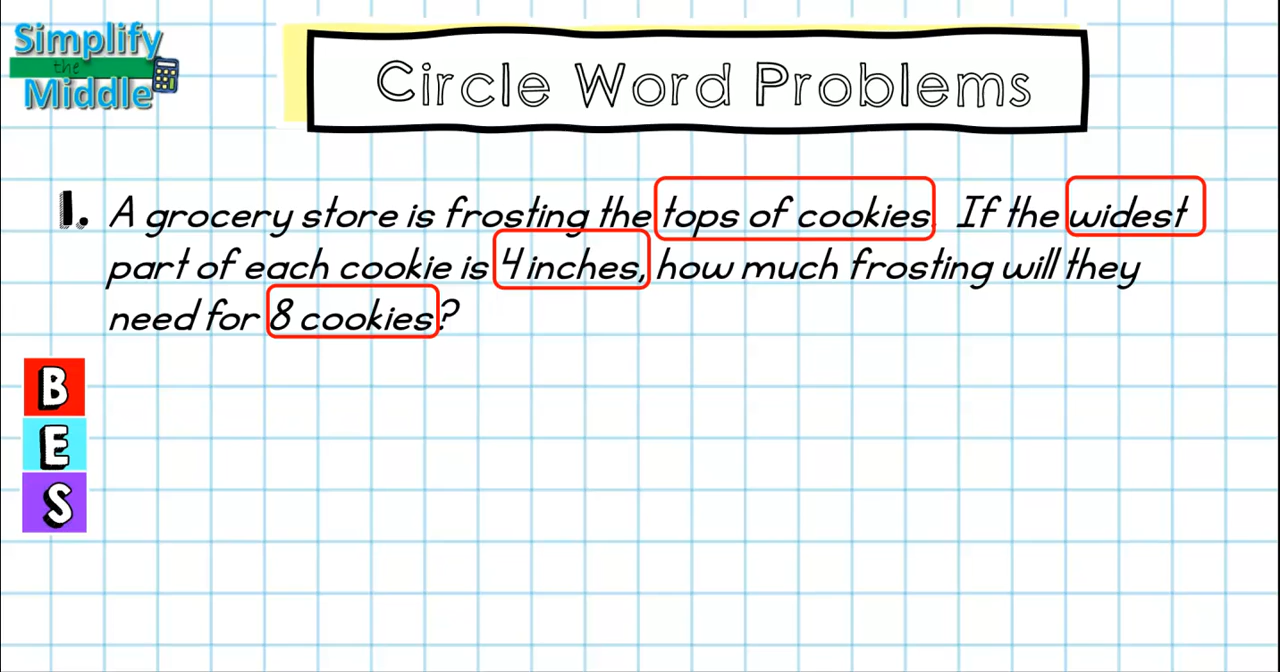 Simplify
the
Middle
Circle Word Problems
1. A grocery store is frosting the tops of cookies. If the widest
part of each cookie is 4 inches, how much frosting will they
need for 8 cookies?
B
E
S